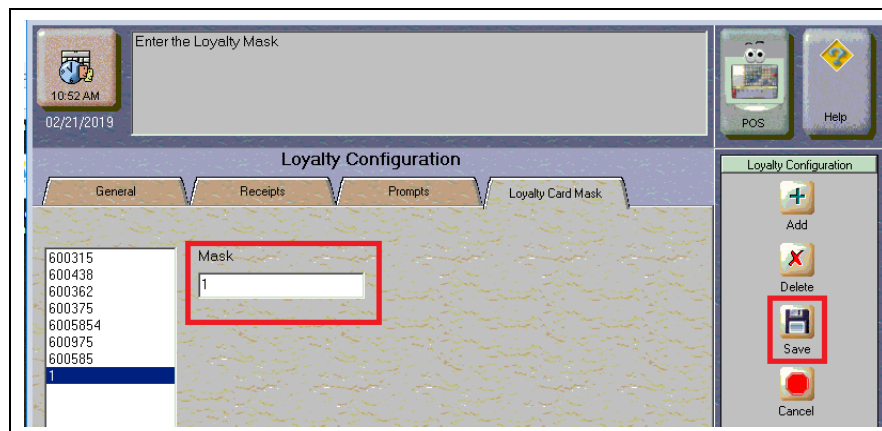 Enter the Loyalty Mask
10:52 AM
02/21/2019
POS
Help
Loyalty Configuration
General
Receipts
Prompts
Loyalty Card Mask
600315
600438
600362
600375
6005854
600975
600585
1
Mask
1
Loyalty Configuration
Add
Delete
Save
Cancel